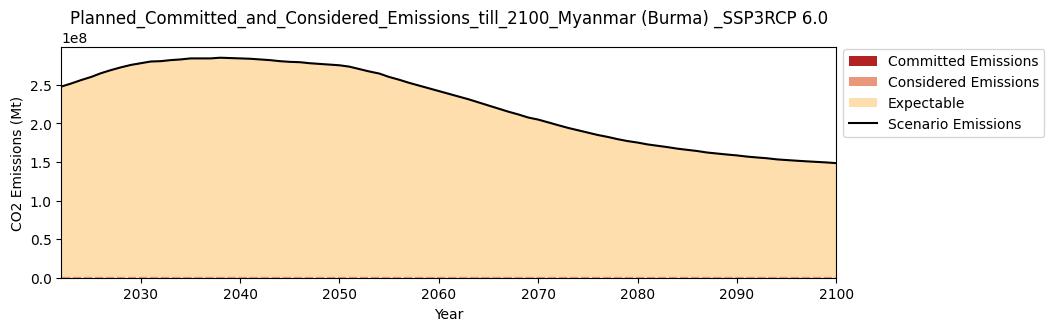 Planned_Committed_and_Considered_Emissions_till_2100_Myanmar (Burma) _SSP3RCP 6.0
1e8
Committed Emissions
Considered Emissions
Expectable
Scenario Emissions
CO2 Emissions (Mt)
2.5
2.0
1.5
1.0
0.5
0.0
2030 2040 2050 2060 2070 2080 2090 2100
Year